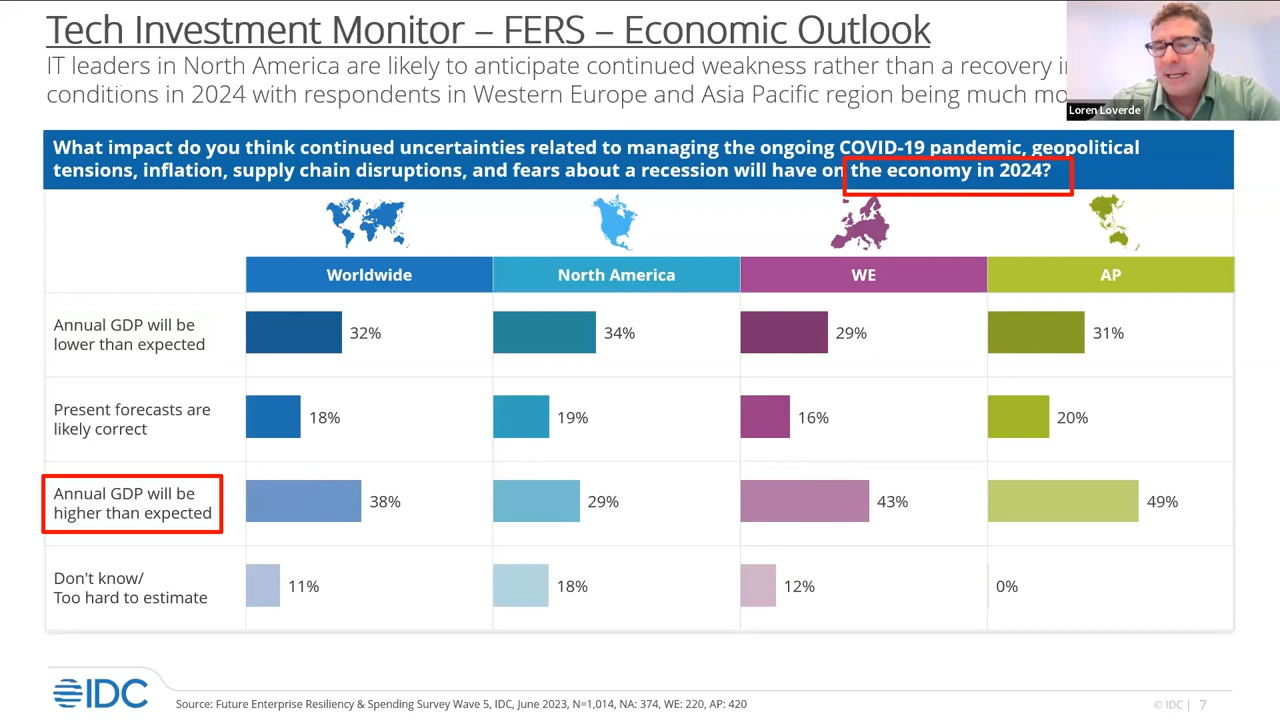 Tech Investment Monitor – FERS – Economic Outlook
IT leaders in North America are likely to anticipate continued weakness rather than a recovery
conditions in 2024 with respondents in Western Europe and Asia Pacific region being much
Loren Loverde
What impact do you think continued uncertainties related to managing the ongoing COVID-19 pandemic, geopolitical
tensions, inflation, supply chain disruptions, and fears about a recession will have on the economy in 2024?
Worldwide North America WE AP
Annual GDP will be
lower than expected
32% 34% 29% 31%
Present forecasts are
likely correct
18% 19% 16% 20%
Annual GDP will be
higher than expected
38% 29% 43% 49%
Don't know/
Too hard to estimate
11% 18% 12% 0%
IDC
Source: Future Enterprise Resiliency & Spending Survey Wave 5, IDC, June 2023, N=1,014, NA: 374, WE: 220, AP: 420
© IDC | 7